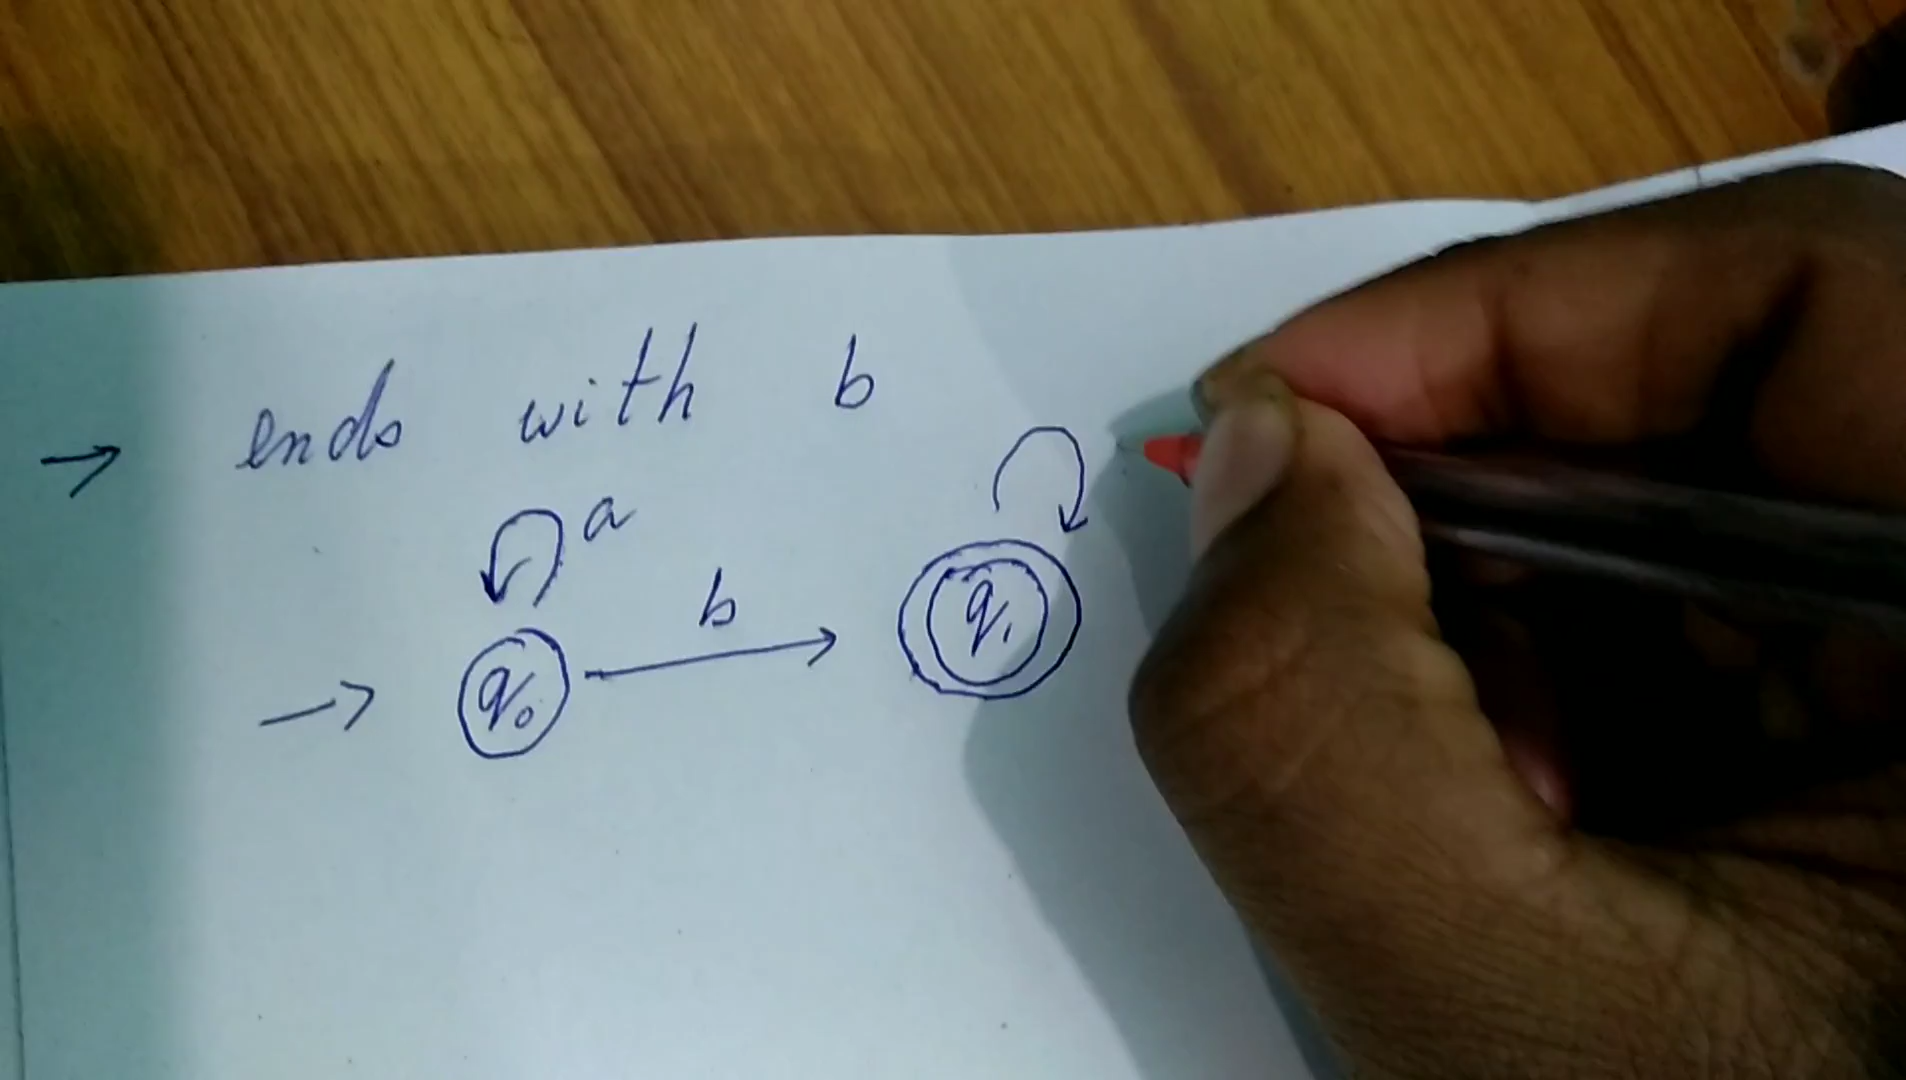 → ends with b
a
b
→ q₀ q₁